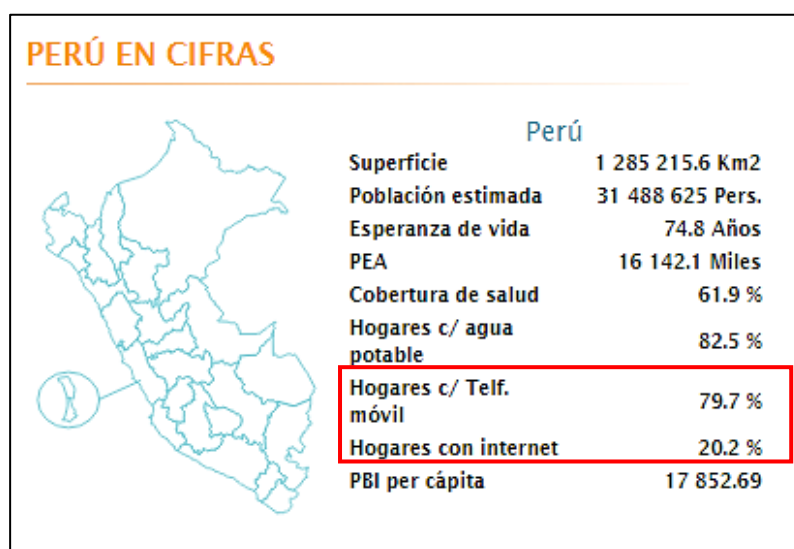 PERÚ EN CIFRAS
Perú
Superficie 1 285 215.6 Km2
Población estimada 31 488 625 Pers.
Esperanza de vida 74.8 Años
PEA 16 142.1 Miles
Cobertura de salud 61.9 %
Hogares c/ agua
potable 82.5 %
Hogares c/ Telf.
móvil 79.7 %
Hogares con internet 20.2 %
PBI per cápita 17 852.69